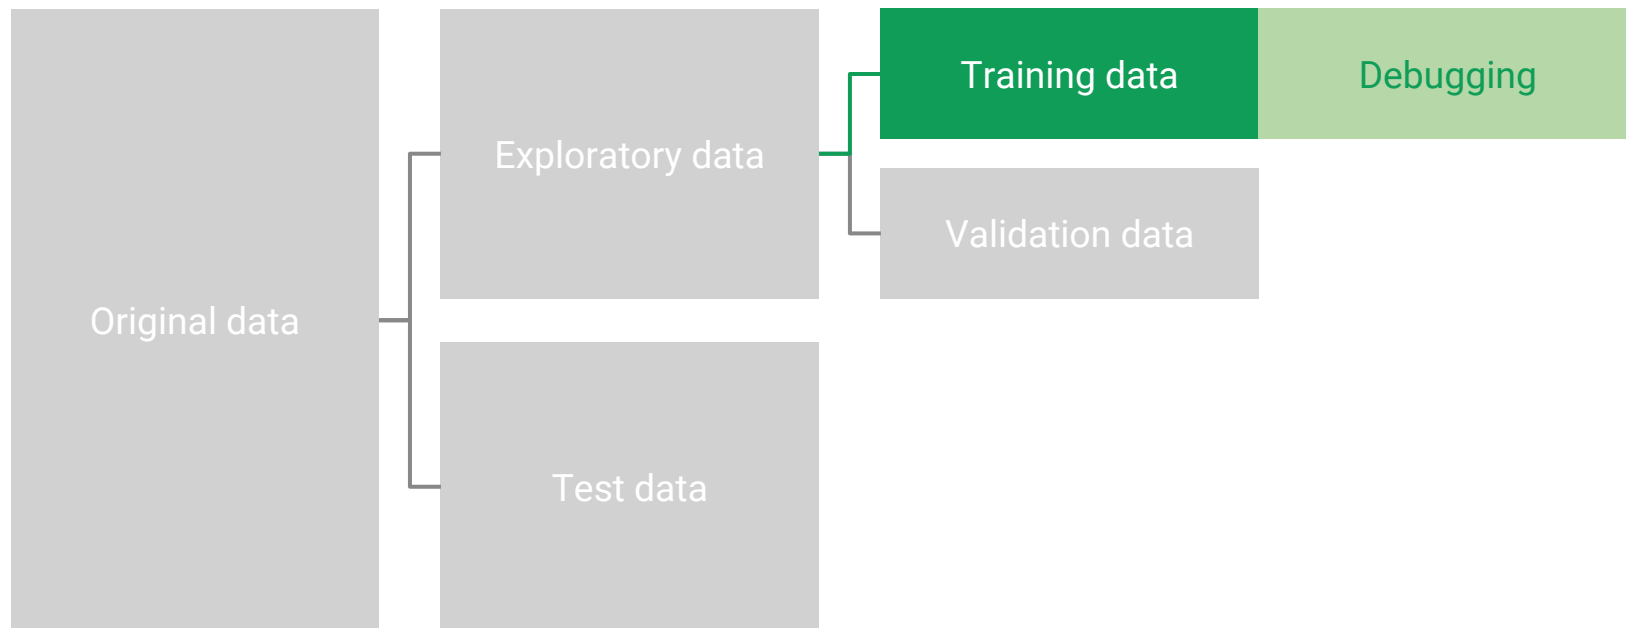 Original data
Exploratory data
Test data
Training data
Debugging
Validation data